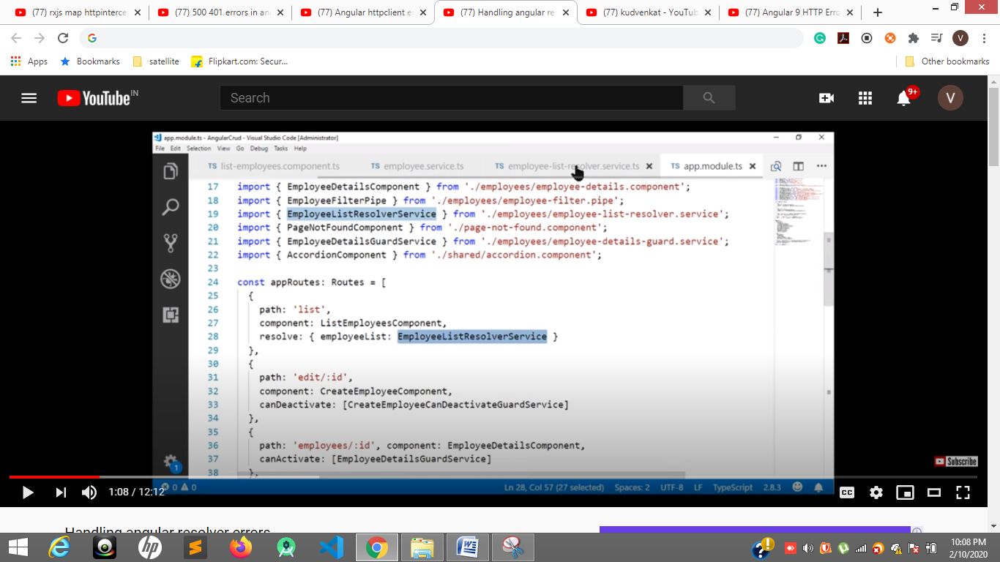 (77) rxjs map httpinterce
(77) 500 401 errors in an
(77) Angular httpclient e
(77) Handling angular re
(77) kudvenkat - YouTub
(77) Angular 9 HTTP Erro
V
Apps
Bookmarks
satellite
Flipkart.com: Secur...
Other bookmarks
YouTube IN
Search
9+
V
app.module.ts - AngularCrud - Visual Studio Code [Administrator]
File Edit Selection View Go Debug Tasks Help
TS list-employees.component.ts
TS employee.service.ts
TS employee-list-resolver.service.ts
TS app.module.ts
17 import { EmployeeDetailsComponent } from './employees/employee-details.component';
18 import { EmployeeFilterPipe } from './employees/employee-filter.pipe';
19 import { EmployeeListResolverService } from './employees/employee-list-resolver.service';
20 import { PageNotFoundComponent } from './page-not-found.component';
21 import { EmployeeDetailsGuardService } from './employees/employee-details-guard.service';
22 import { AccordionComponent } from './shared/accordion.component';
23
24 const appRoutes: Routes = [
25 {
26 path: 'list',
27 component: ListEmployeesComponent,
28 resolve: { employeeList: EmployeeListResolverService }
29 },
30 {
31 path: 'edit/:id',
32 component: CreateEmployeeComponent,
33 canDeactivate: [CreateEmployeeCanDeactivateGuardService]
34 },
35 {
36 path: 'employees/:id', component: EmployeeDetailsComponent,
37 canActivate: [EmployeeDetailsGuardService]
38 },
1
Subscribe
0 0 Ln 28, Col 57 (27 selected) Spaces: 2 UTF-8 LF TypeScript 2.8.3
1:08 / 12:12
CC
Handling angular resolver errors
10:08 PM
2/10/2020